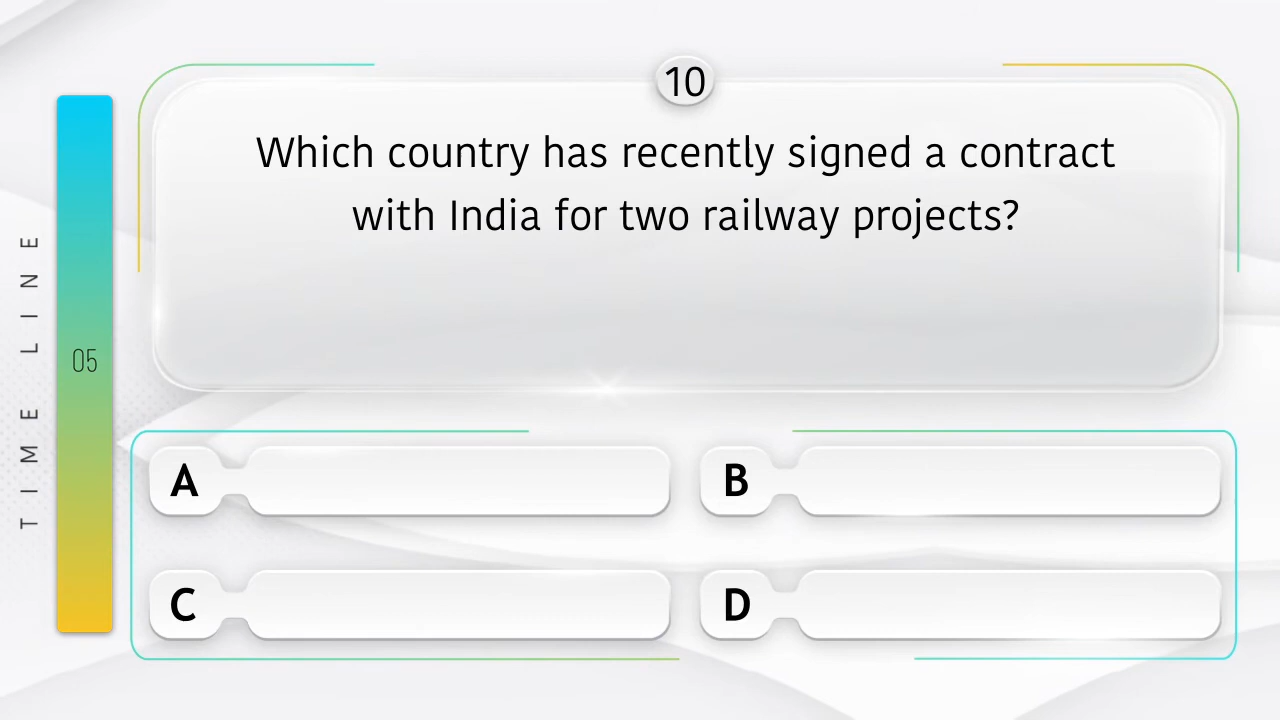 10
Which country has recently signed a contract
with India for two railway projects?
TIME LINE
05
A
B
C
D